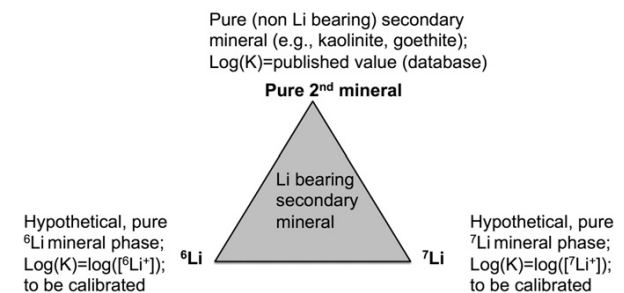 Pure (non Li bearing) secondary
mineral (e.g., kaolinite, goethite);
Log(K)=published value (database)
Pure 2ⁿᵈ mineral
Li bearing
secondary
mineral
Hypothetical, pure
⁶Li mineral phase;
Log(K)=log([⁶Li⁺]);
to be calibrated
⁶Li
⁷Li
Hypothetical, pure
⁷Li mineral phase;
Log(K)=log([⁷Li⁺]);
to be calibrated